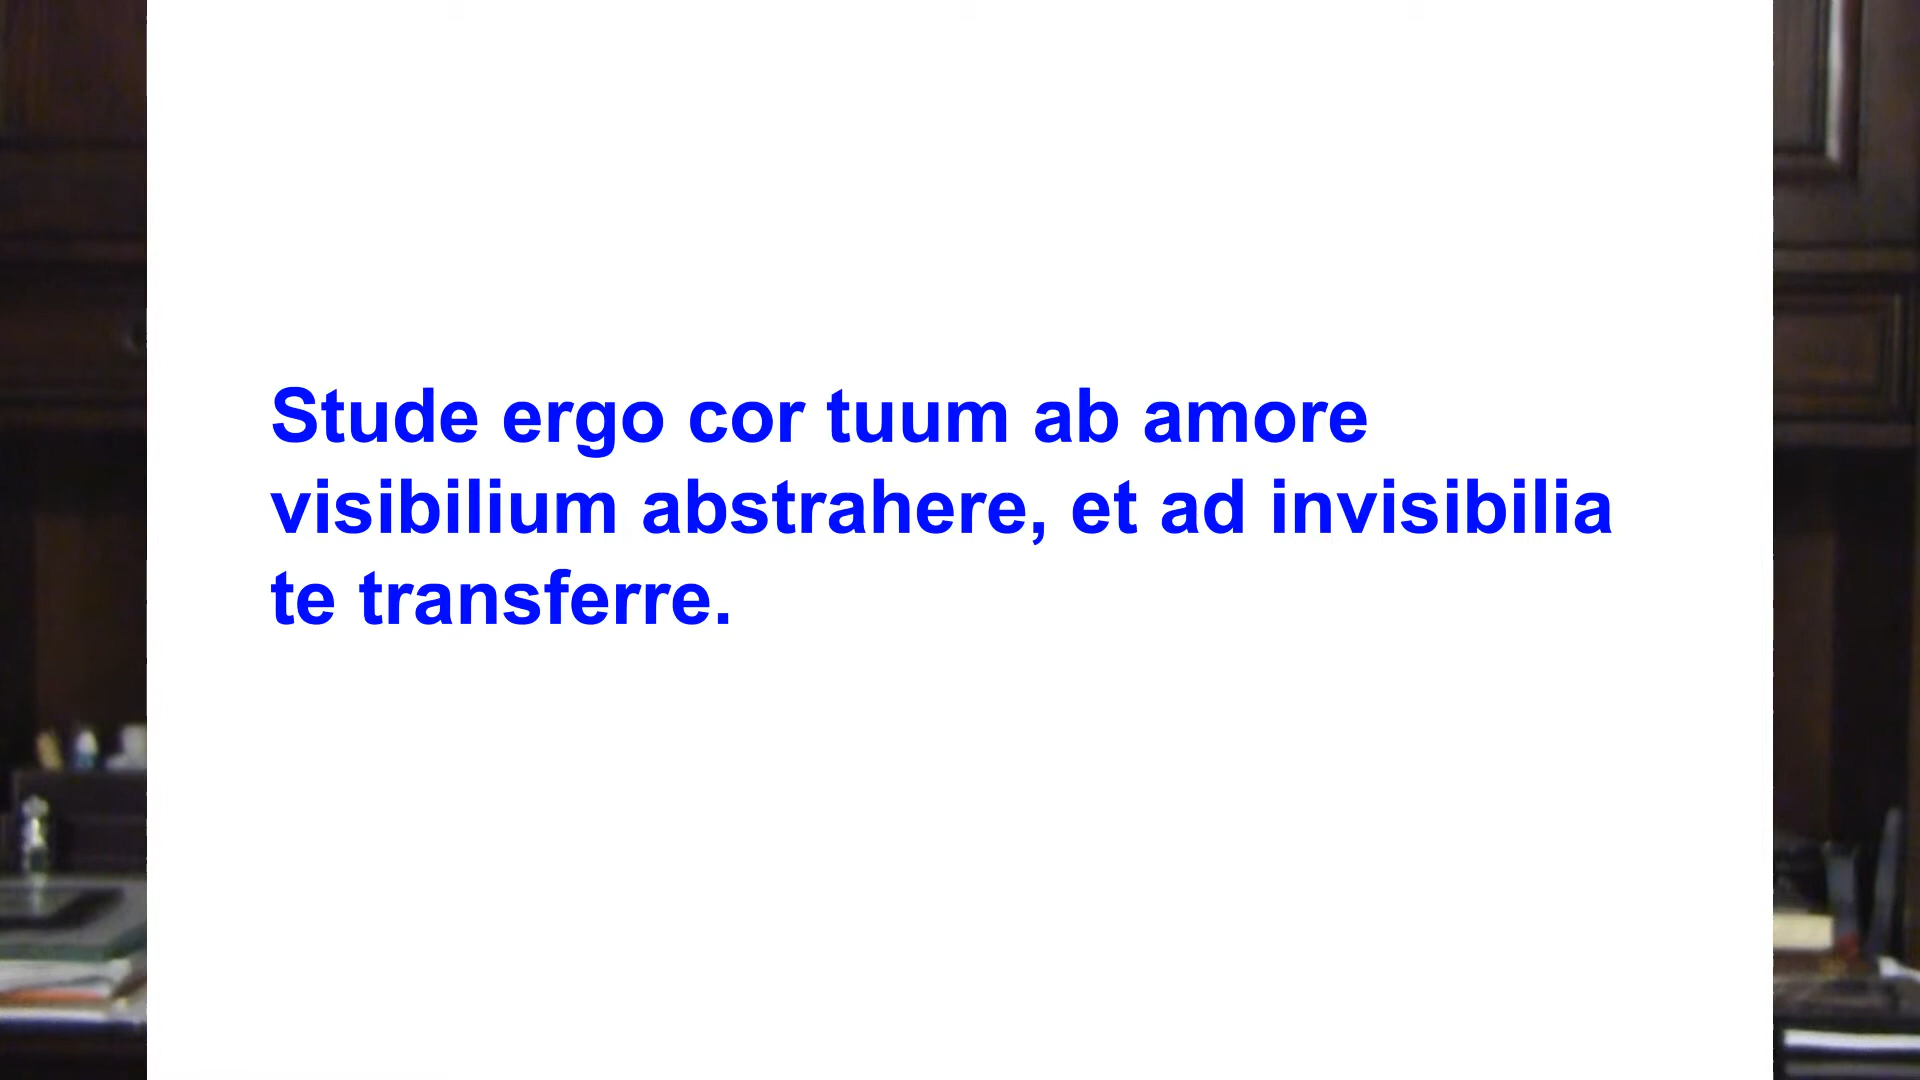 Stude ergo cor tuum ab amore
visibilium abstrahere, et ad invisibilia
te transferre.